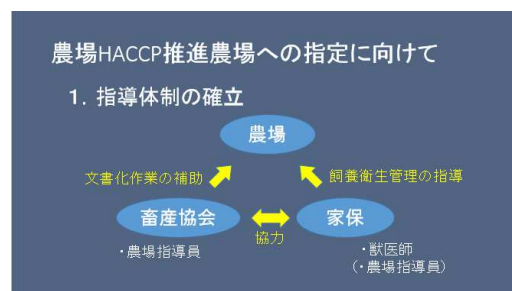 農場HACCP推進農場への指定に向けて
1. 指導体制の確立
農場
文書化作業の補助
飼養衛生管理の指導
畜産協会
協力
家保
・農場指導員
・獣医師
(・農場指導員)